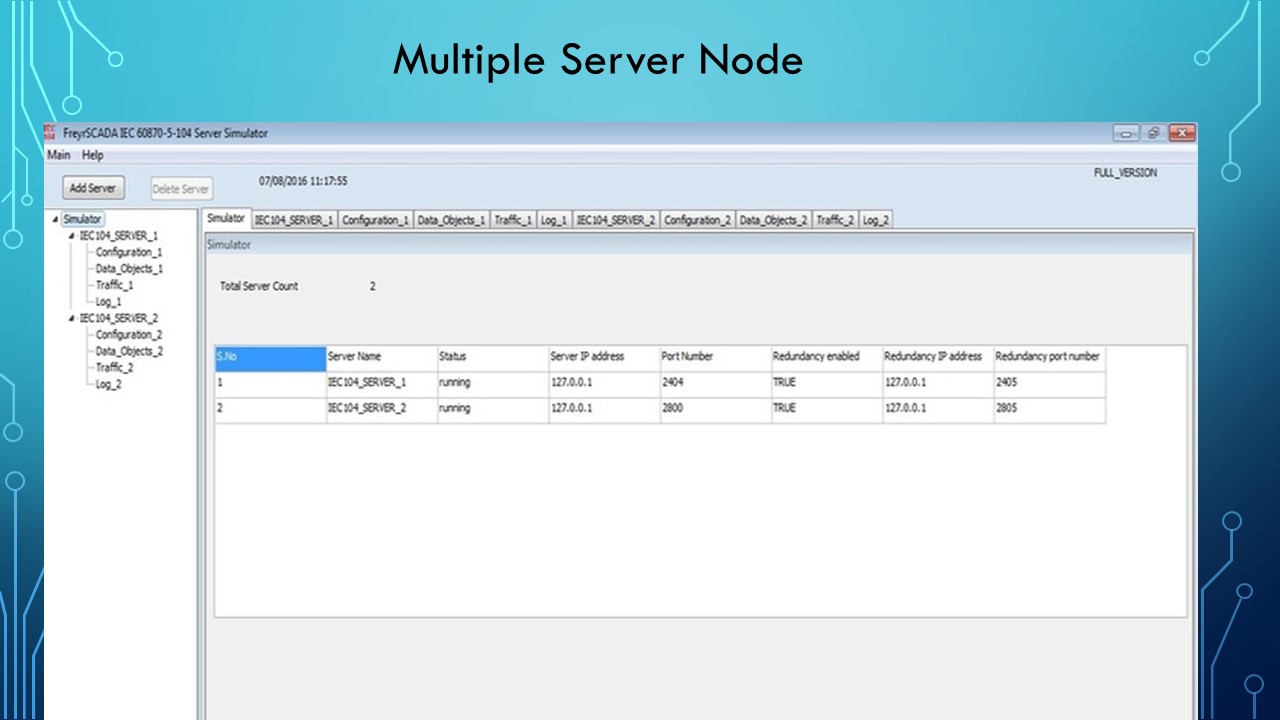 Multiple Server Node
FreyrSCADA IEC 60870-5-104 Server Simulator
Main Help
Add Server Delete Server 07/08/2016 11:17:55 FULL_VERSION
Simulator
IEC104_SERVER_1
Configuration_1
Data_Objects_1
Traffic_1
Log_1
IEC104_SERVER_2
Configuration_2
Data_Objects_2
Traffic_2
Log_2
Simulator IEC104_SERVER_1 Configuration_1 Data_Objects_1 Traffic_1 Log_1 IEC104_SERVER_2 Configuration_2 Data_Objects_2 Traffic_2 Log_2
Simulator
Total Server Count 2
S.No Server Name Status Server IP address Port Number Redundancy enabled Redundancy IP address Redundancy port number
1 IEC104_SERVER_1 running 127.0.0.1 2404 TRUE 127.0.0.1 2405
2 IEC104_SERVER_2 running 127.0.0.1 2800 TRUE 127.0.0.1 2805